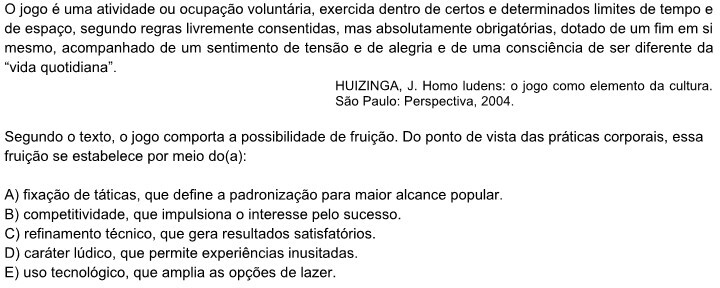 O jogo é uma atividade ou ocupação voluntária, exercida dentro de certos e determinados limites de tempo e
de espaço, segundo regras livremente consentidas, mas absolutamente obrigatórias, dotado de um fim em si
mesmo, acompanhado de um sentimento de tensão e de alegria e de uma consciência de ser diferente da
“vida quotidiana”.
HUIZINGA, J. Homo ludens: o jogo como elemento da cultura.
São Paulo: Perspectiva, 2004.
Segundo o texto, o jogo comporta a possibilidade de fruição. Do ponto de vista das práticas corporais, essa
fruição se estabelece por meio do(a):
A) fixação de táticas, que define a padronização para maior alcance popular.
B) competitividade, que impulsiona o interesse pelo sucesso.
C) refinamento técnico, que gera resultados satisfatórios.
D) caráter lúdico, que permite experiências inusitadas.
E) uso tecnológico, que amplia as opções de lazer.